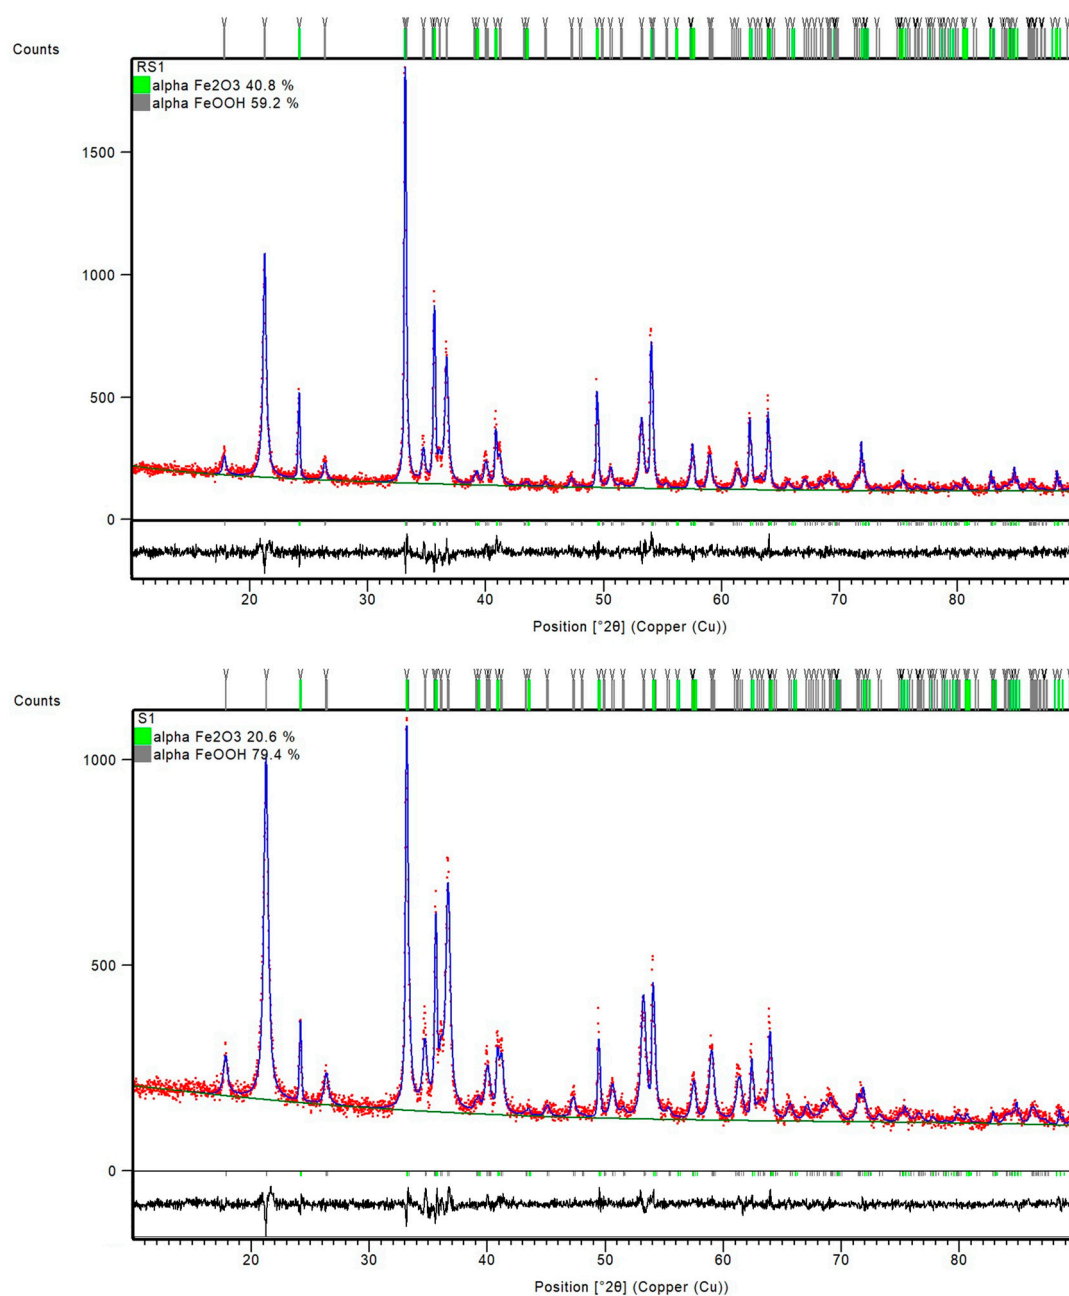 Counts
RS1
alpha Fe2O3 40.8 %
alpha FeOOH 59.2 %
1500
1000
500
0
20 30 40 50 60 70 80
Position [°2θ] (Copper (Cu))
Counts
S1
alpha Fe2O3 20.6 %
alpha FeOOH 79.4 %
1000
500
0
20 30 40 50 60 70 80
Position [°2θ] (Copper (Cu))